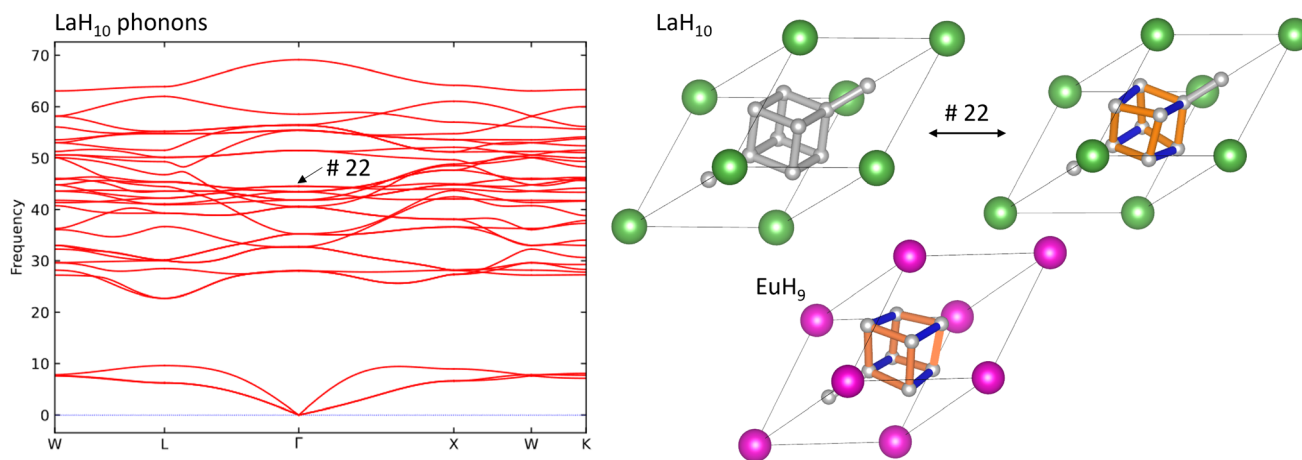 LaH₁₀ phonons
70
60
50
40
30
20
10
0
Frequency
W L Γ X W K
# 22
LaH₁₀
# 22
EuH₉